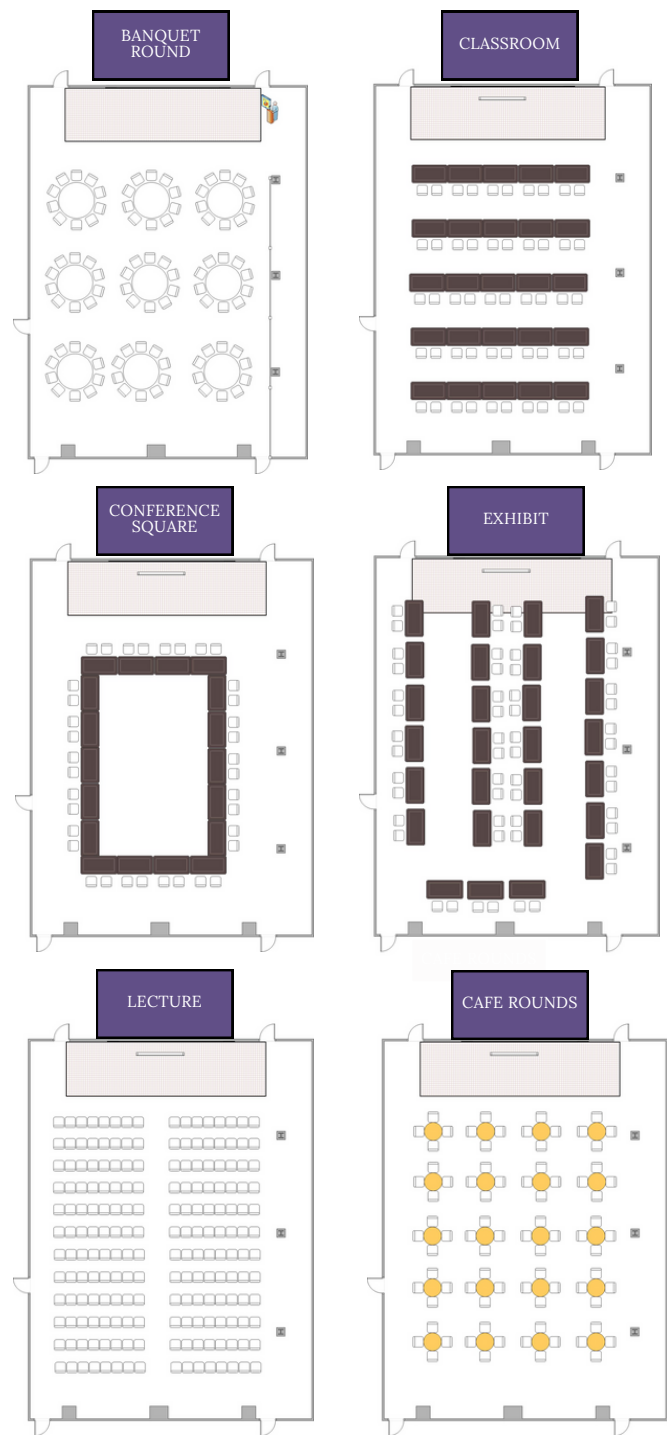 BANQUET
ROUND
CLASSROOM
CONFERENCE
SQUARE
EXHIBIT
LECTURE
CAFE ROUNDS